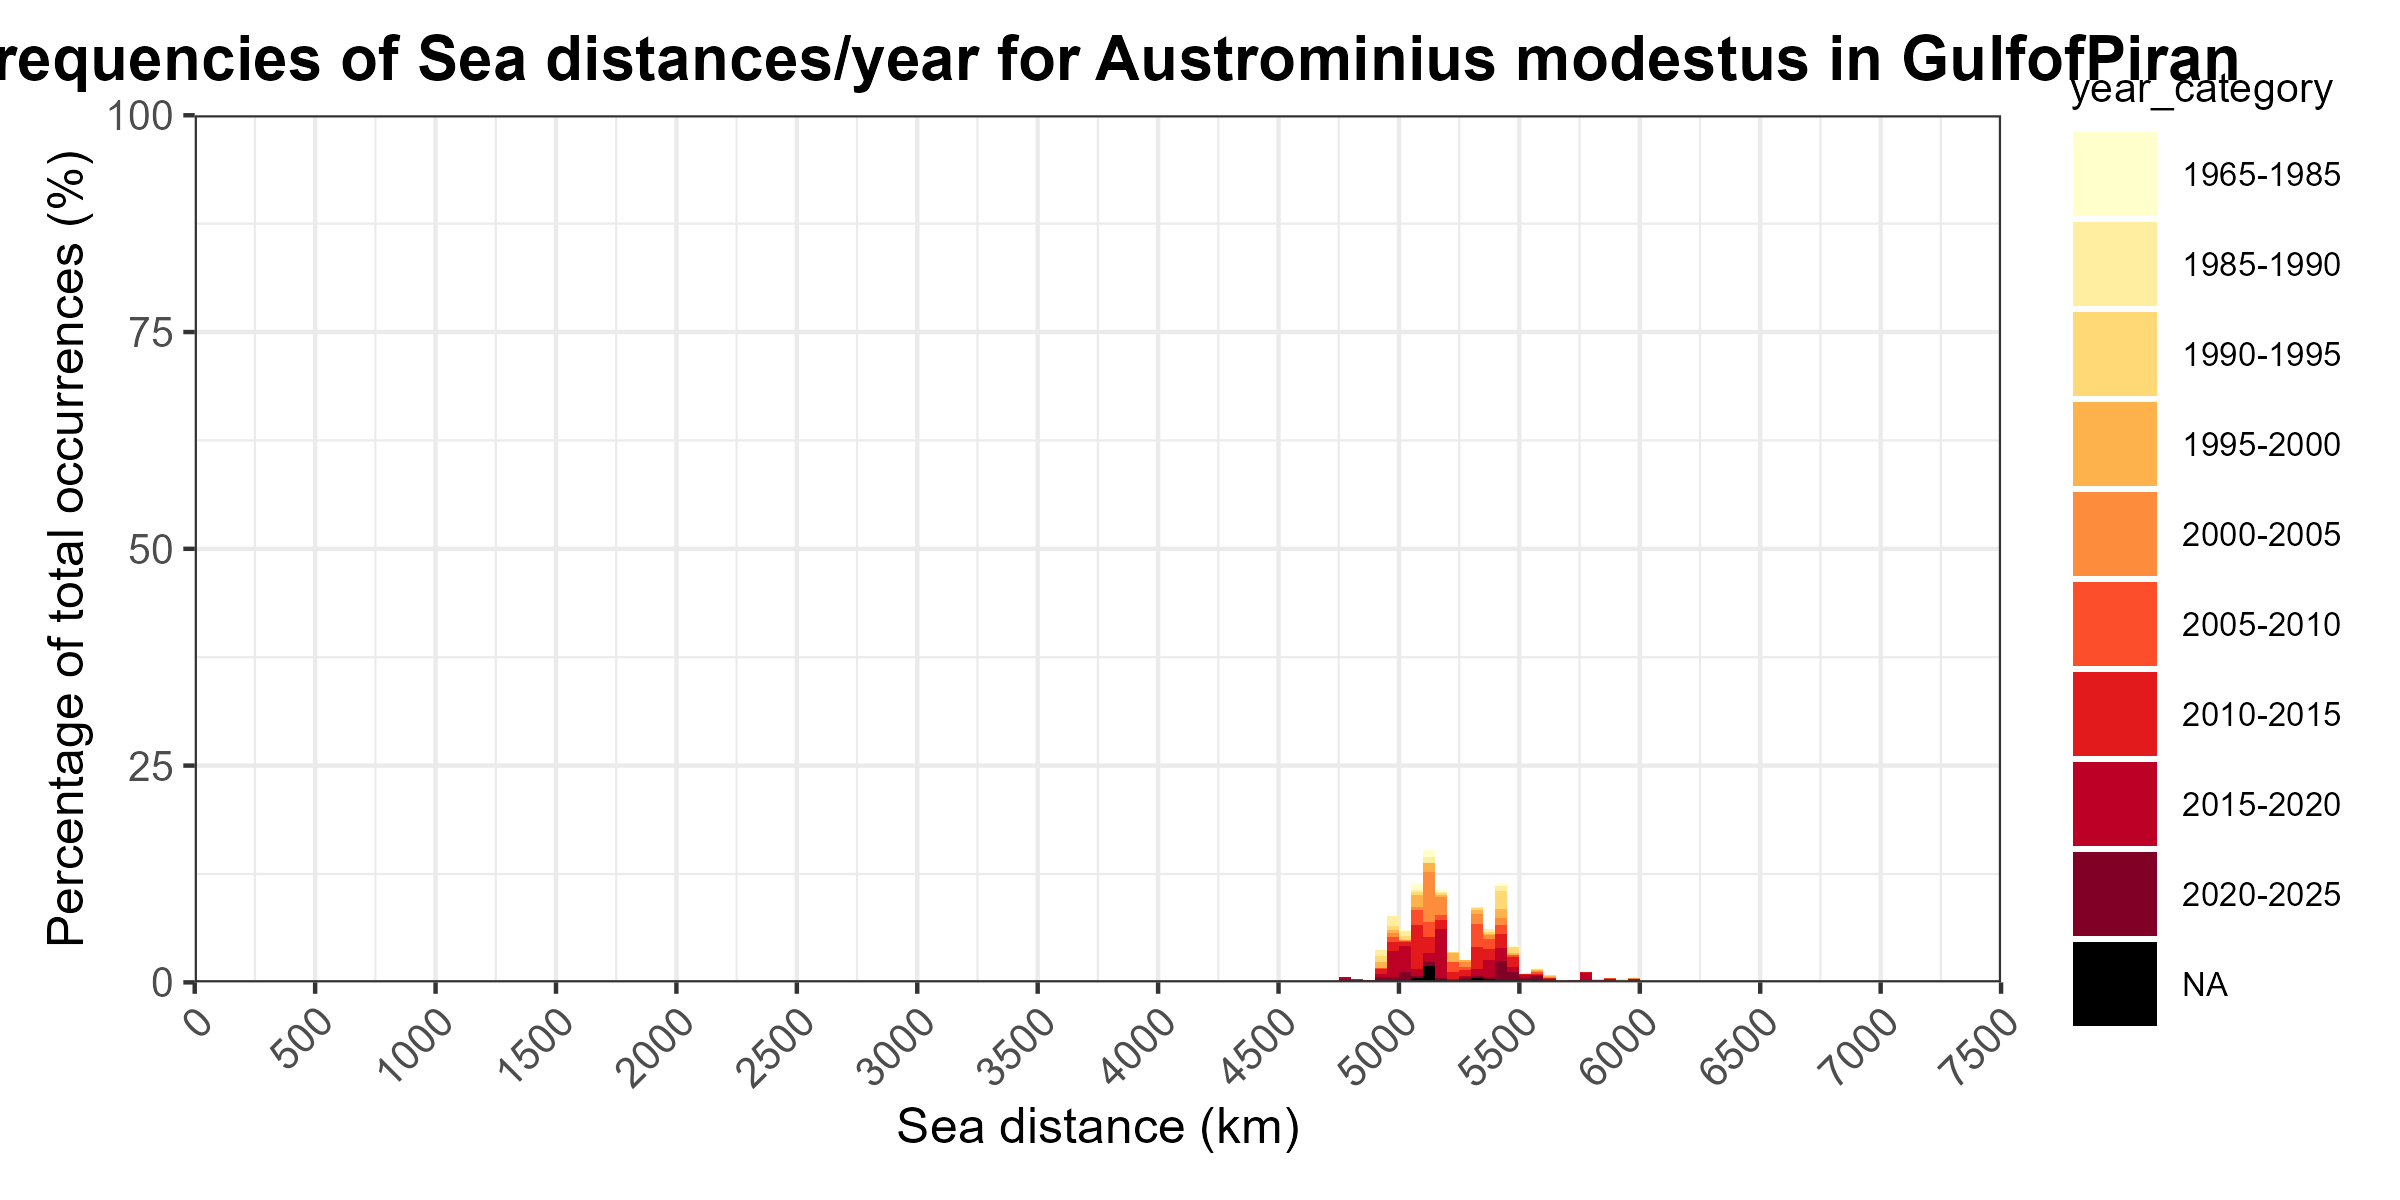 requencies of Sea distances/year for Austrominius modestus in GulfofPiran
year_category
1965-1985
1985-1990
1990-1995
1995-2000
2000-2005
2005-2010
2010-2015
2015-2020
2020-2025
NA
Percentage of total occurrences (%)
100
75
50
25
0
0 500 1000 1500 2000 2500 3000 3500 4000 4500 5000 5500 6000 6500 7000 7500
Sea distance (km)